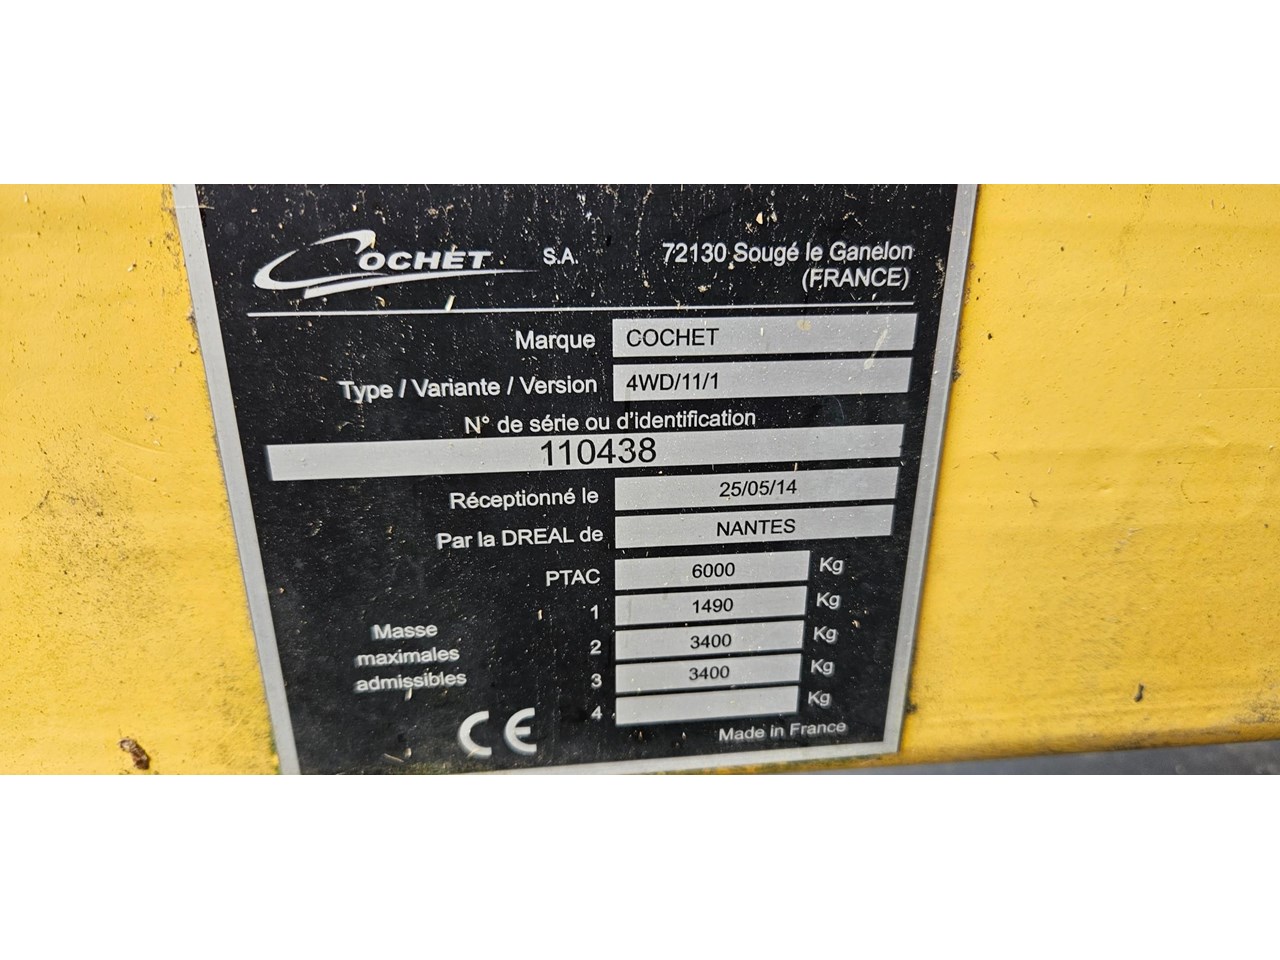 COCHET S.A. 72130 Sougé le Ganelon
(FRANCE)
Marque COCHET
Type / Variante / Version 4WD/11/1
N° de série ou d'identification
110438
Réceptionné le 25/05/14
Par la DREAL de NANTES
PTAC 6000 Kg
Masse maximales admissibles
1 1490 Kg
2 3400 Kg
3 3400 Kg
4 Kg
CE Made in France